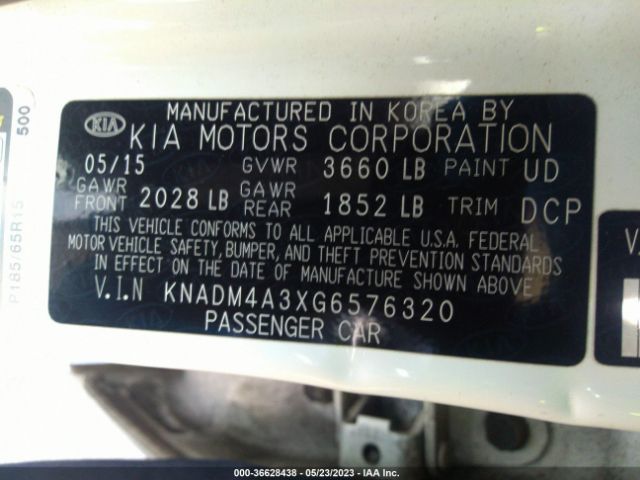 MANUFACTURED IN KOREA BY
KIA KIA MOTORS CORPORATION
05/15 GVWR 3660 LB PAINT UD
GAWR FRONT 2028 LB GAWR REAR 1852 LB TRIM DCP
THIS VEHICLE CONFORMS TO ALL APPLICABLE U.S.A. FEDERAL
MOTOR VEHICLE SAFETY, BUMPER, AND THEFT PREVENTION STANDARDS
IN EFFECT ON THE DATE OF MANUFACTURE SHOWN ABOVE
V.I.N KNADM4A3XG6576320
PASSENGER CAR
500
P185/65R15
000-36628438 - 05/23/2023 - IAA Inc.